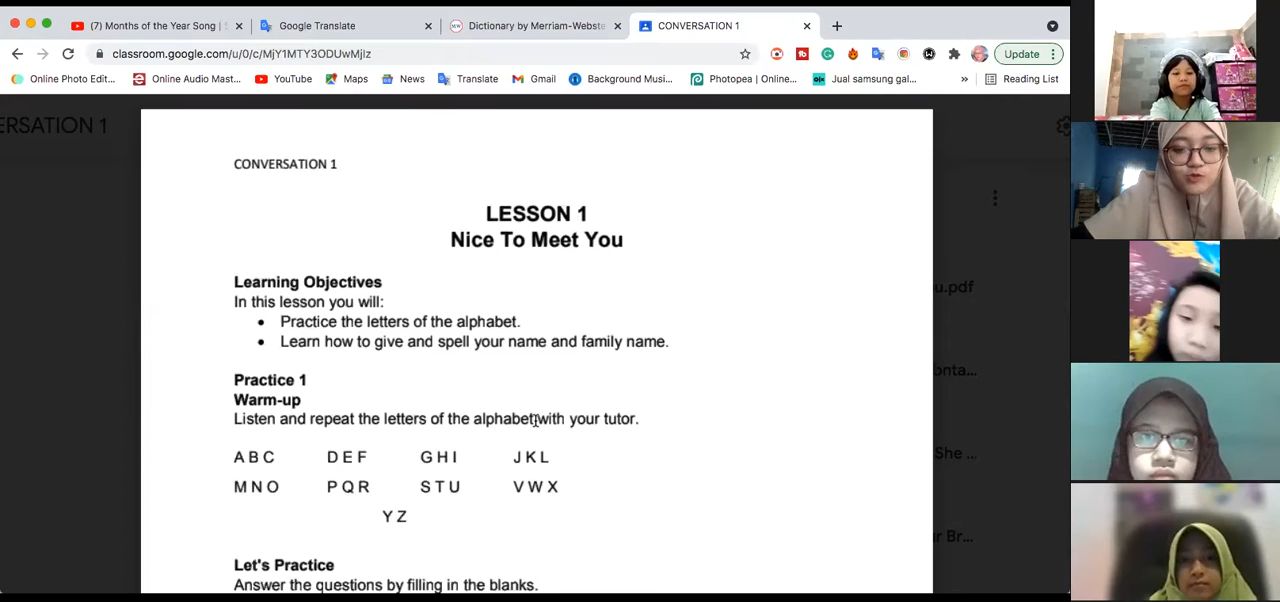 (7) Months of the Year Song |
Google Translate
Dictionary by Merriam-Webste
CONVERSATION 1
classroom.google.com/u/0/c/MjY1MTY3ODUwMjIz
Update
Online Photo Edit...
Online Audio Mast...
YouTube
Maps
News
Translate
Gmail
Background Musi...
Photopea | Online...
Jual samsung gal...
»
Reading List
ERSATION 1
CONVERSATION 1
LESSON 1
Nice To Meet You
Learning Objectives
In this lesson you will:
• Practice the letters of the alphabet.
• Learn how to give and spell your name and family name.
Practice 1
Warm-up
Listen and repeat the letters of the alphabet with your tutor.
A B C D E F G H I J K L
M N O P Q R S T U V W X
Y Z
Let's Practice
Answer the questions by filling in the blanks.
u.pdf
onta...
She
ur Br...